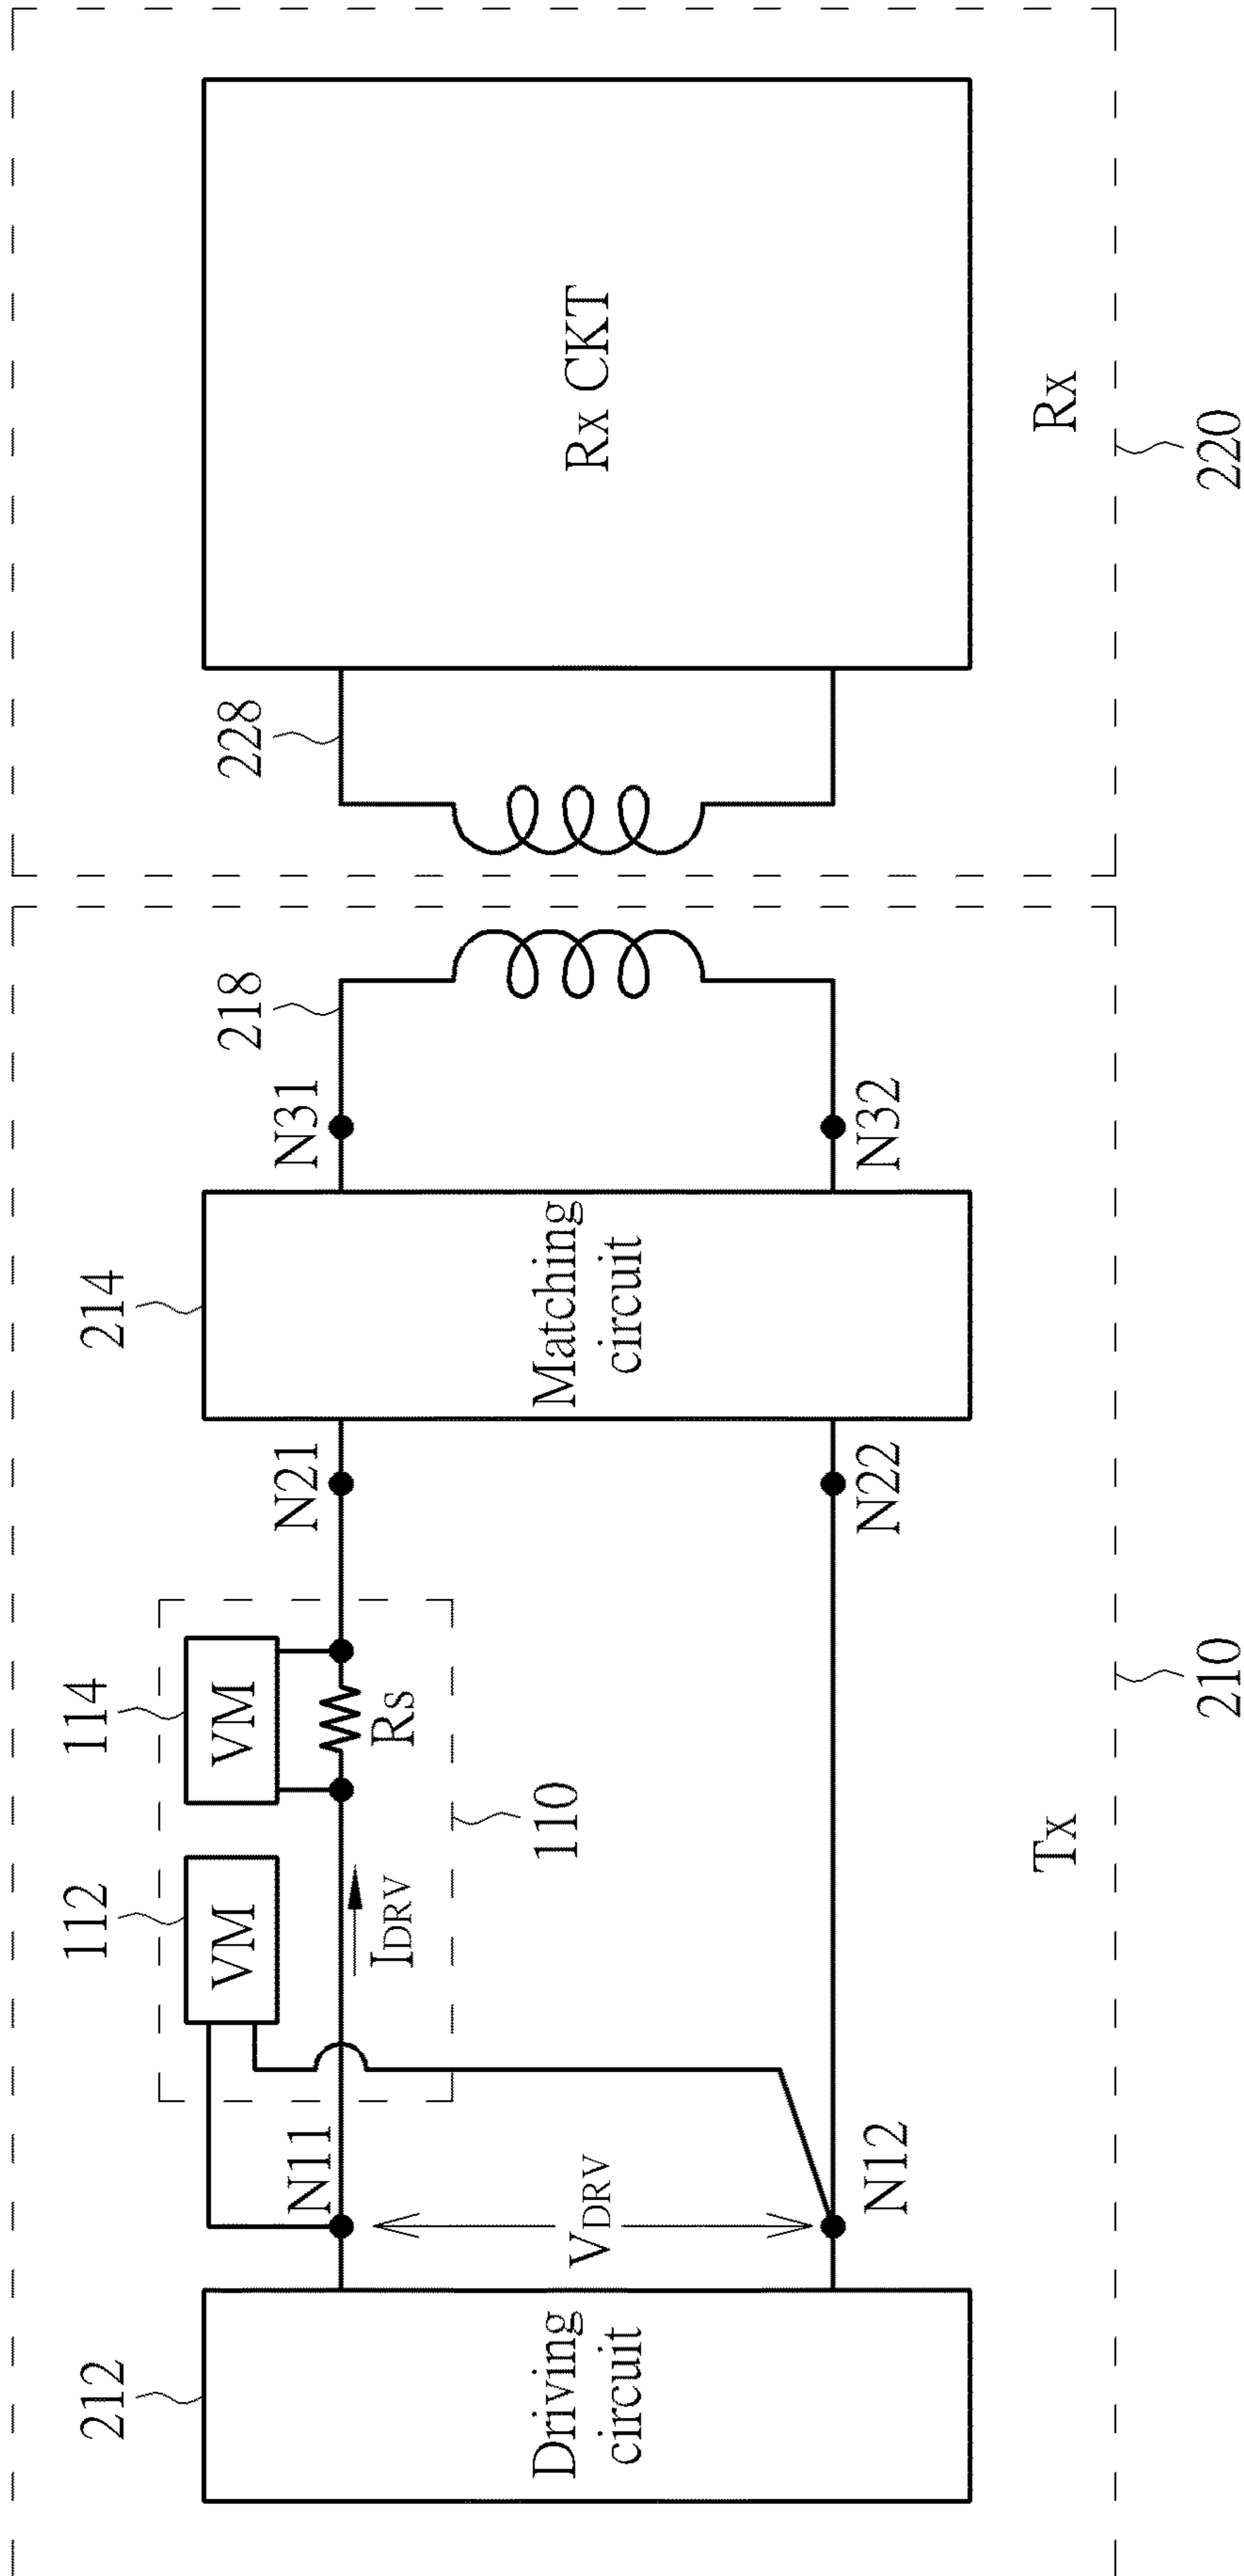 212
Driving
circuit
N11
VDRV
N12
112
VM
IDRV
114
VM
Rs
110
Tx
210
N21
N22
214
Matching
circuit
N31
N32
218
228
Rx CKT
Rx
220